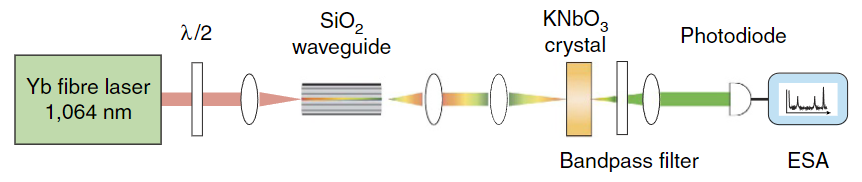 λ/2
SiO₂
waveguide
KNbO₃
crystal
Photodiode
Yb fibre laser
1,064 nm
Bandpass filter
ESA